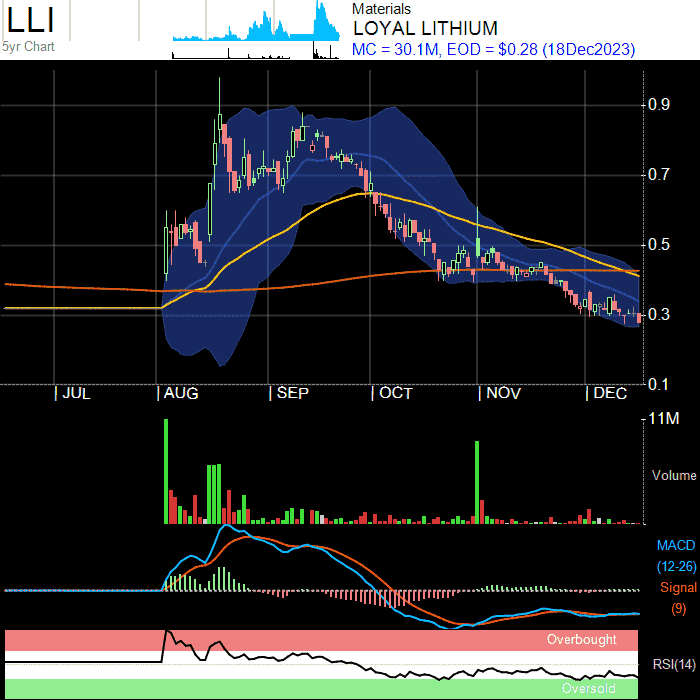 LLI
5yr Chart
Materials
LOYAL LITHIUM
MC = 30.1M, EOD = $0.28 (18Dec2023)
0.9
0.7
0.5
0.3
0.1
JUL
AUG
SEP
OCT
NOV
DEC
11M
Volume
MACD
(12-26)
Signal
(9)
Overbought
RSI(14)
Oversold